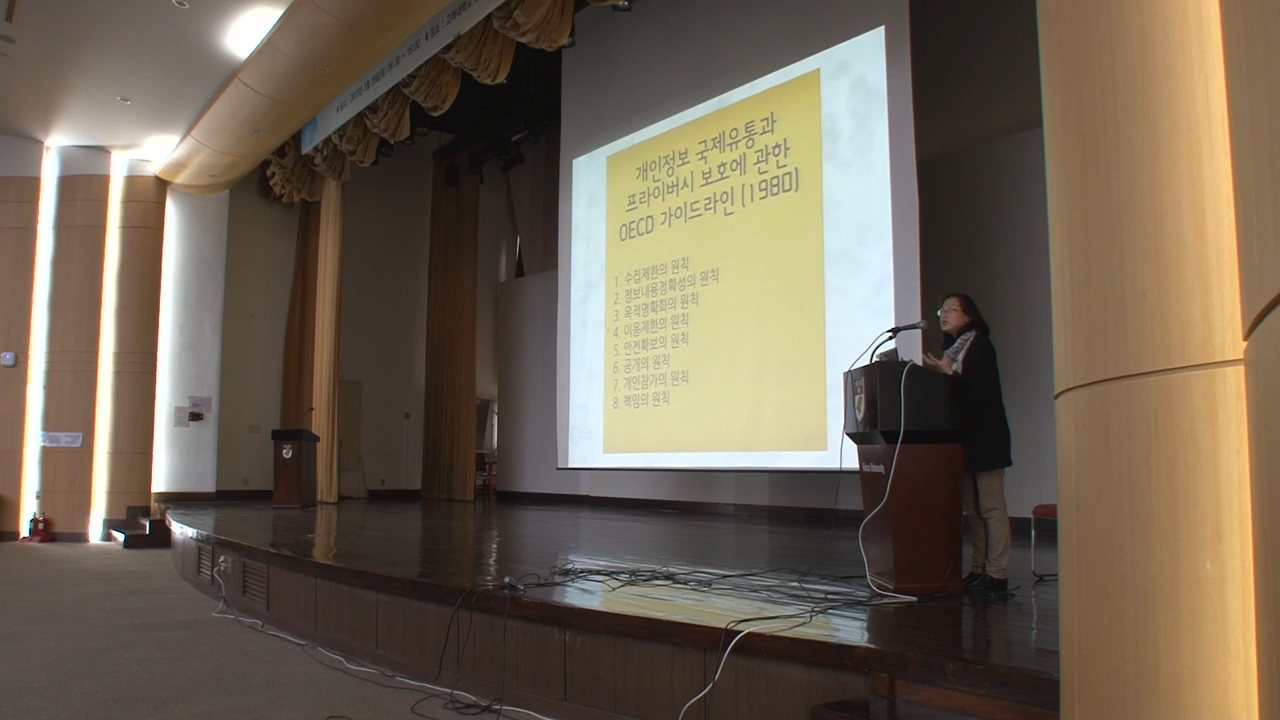 개인정보 국제유통과
프라이버시 보호에 관한
OECD 가이드라인 (1980)
1. 수집제한의 원칙
2. 정보내용정확성의 원칙
3. 목적명확화의 원칙
4. 이용제한의 원칙
5. 안전확보의 원칙
6. 공개의 원칙
7. 개인참가의 원칙
8. 책임의 원칙
University